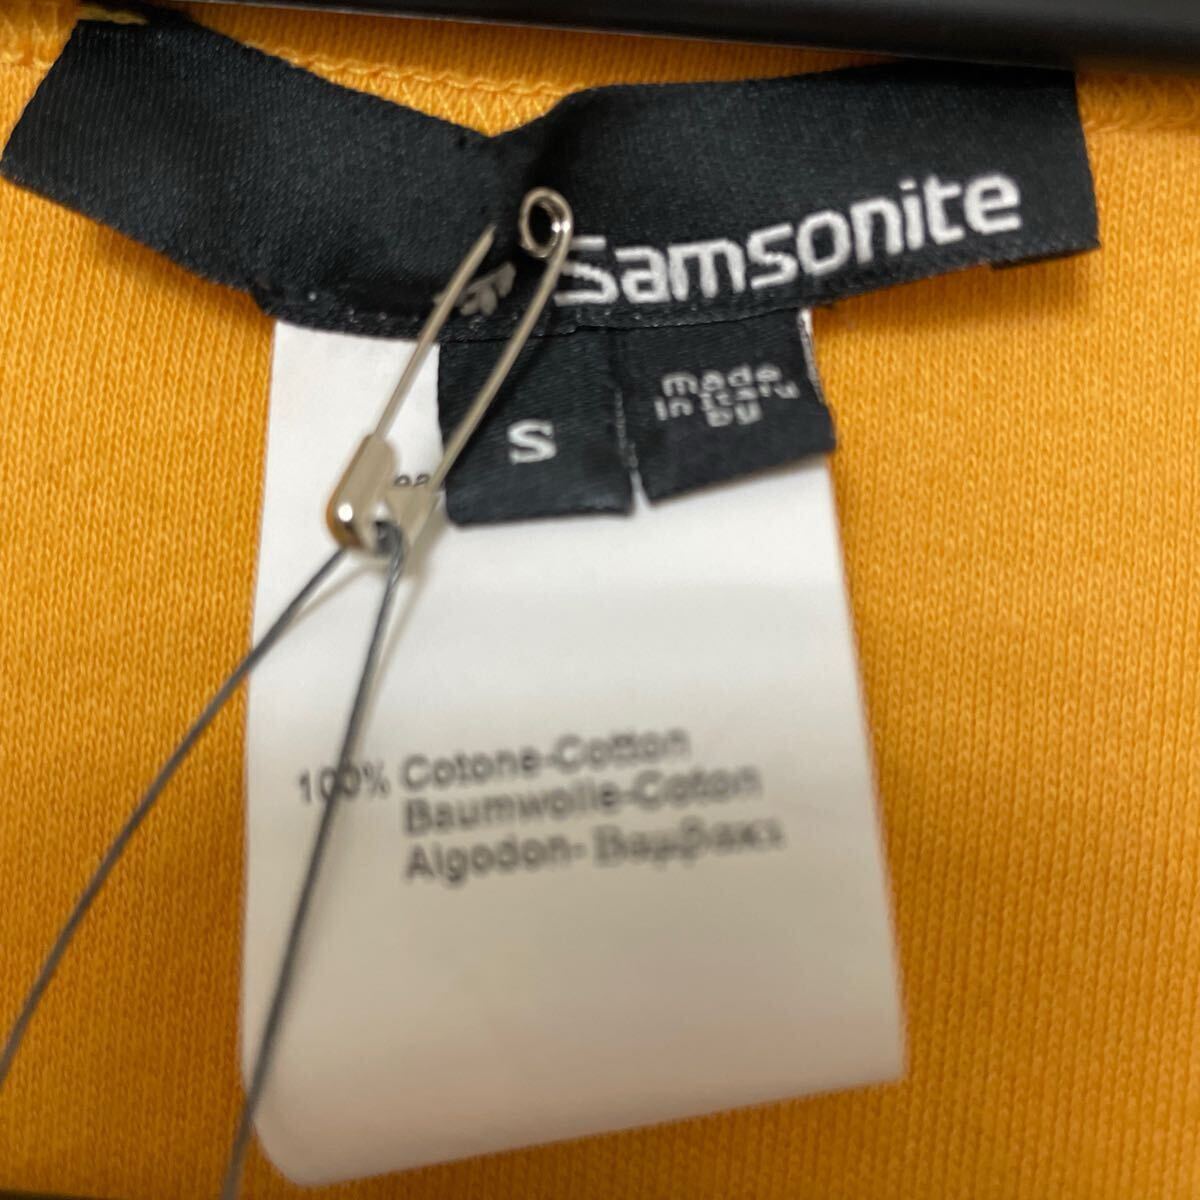 Samsonite
S
made
in Italy
by
100% Cotone-Cotton
Baumwolle-Coton
Algodon-Βαμβακι